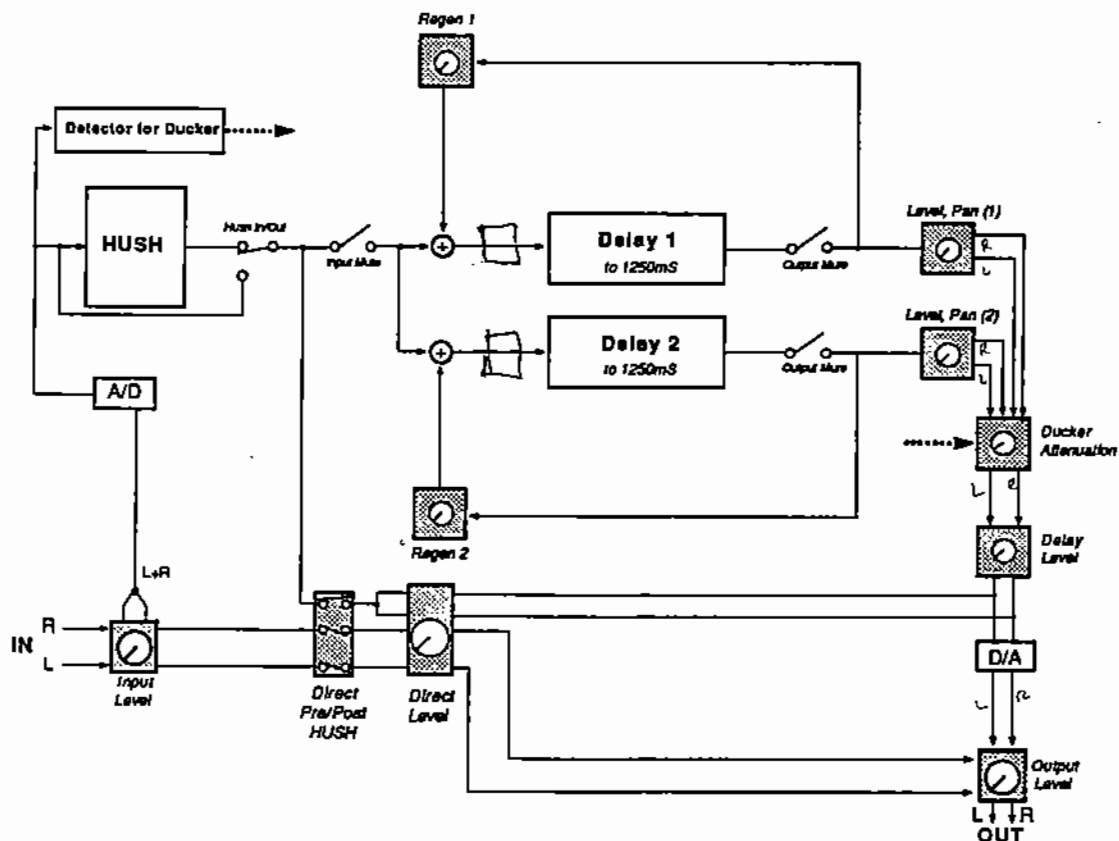 Regen 1
Detector for Ducker
HUSH
Hush In/Out
Input Mute
Delay 1
to 1250mS
Output Mute
Level, Pan (1)
R
L
Delay 2
to 1250mS
Output Mute
Level, Pan (2)
R
L
A/D
Ducker
Attenuation
L
R
Regen 2
Delay
Level
L+R
IN
R
L
Input
Level
Direct
Pre/Post
HUSH
Direct
Level
D/A
L
R
Output
Level
L R
OUT